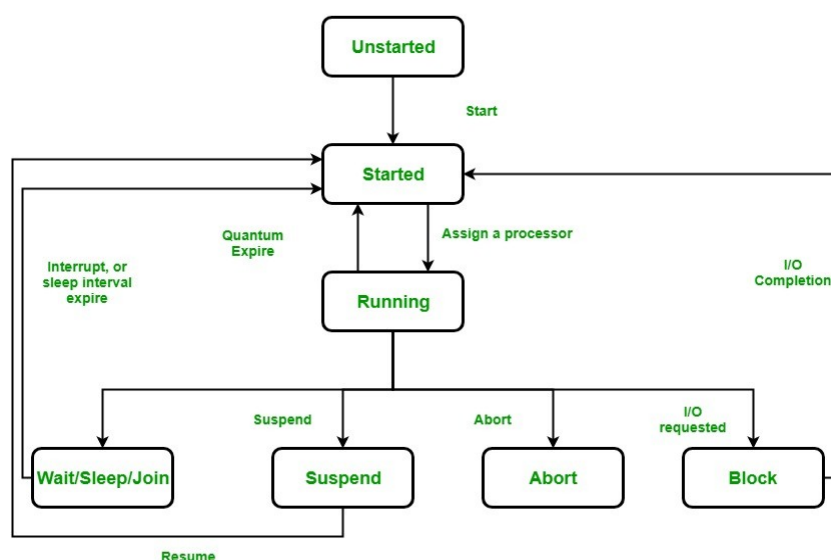 Unstarted
Start
Started
Quantum
Expire
Assign a processor
Interrupt, or
sleep interval
expire
I/O
Completion
Running
Suspend
Abort
I/O
requested
Wait/Sleep/Join
Suspend
Abort
Block
Resume